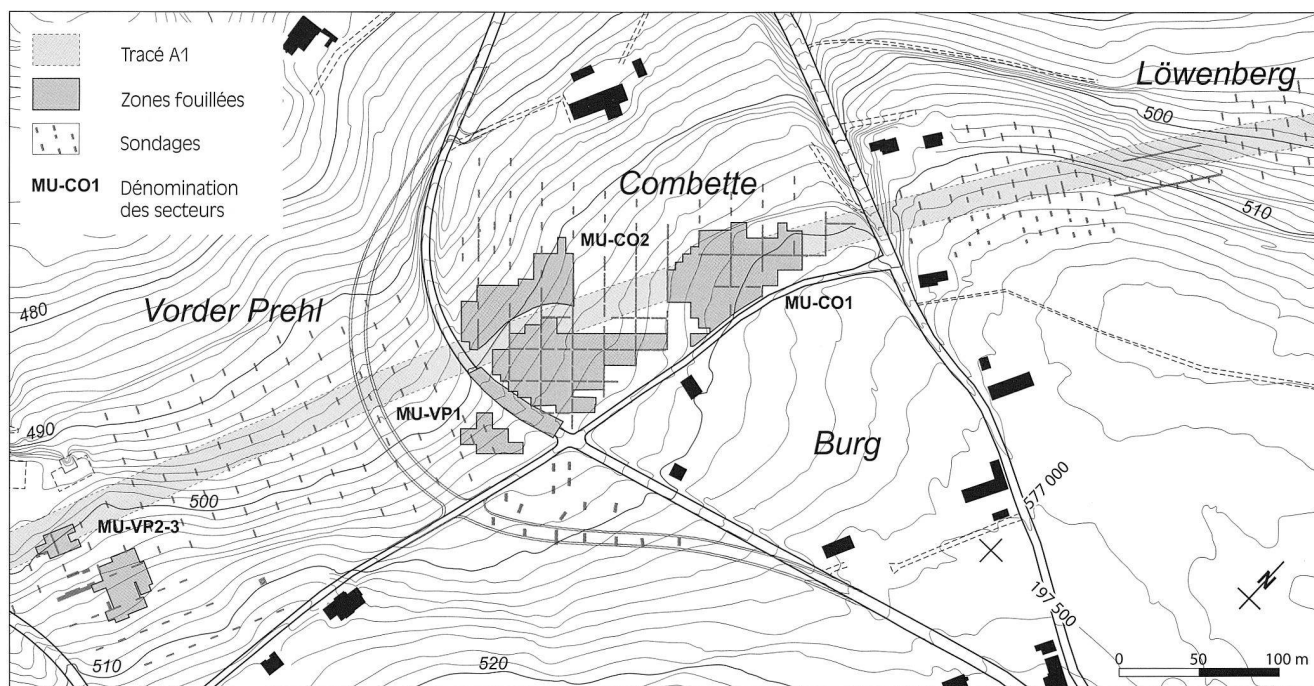 Tracé A1
Zones fouillées
Sondages
MU-CO1 Dénomination
des secteurs
Löwenberg
500
Combette
510
MU-CO2
Vorder Prehl
480
MU-CO1
MU-VP1
490
Burg
500
577 000
MU-VP2-3
N
197 500
510
520
0 50 100 m